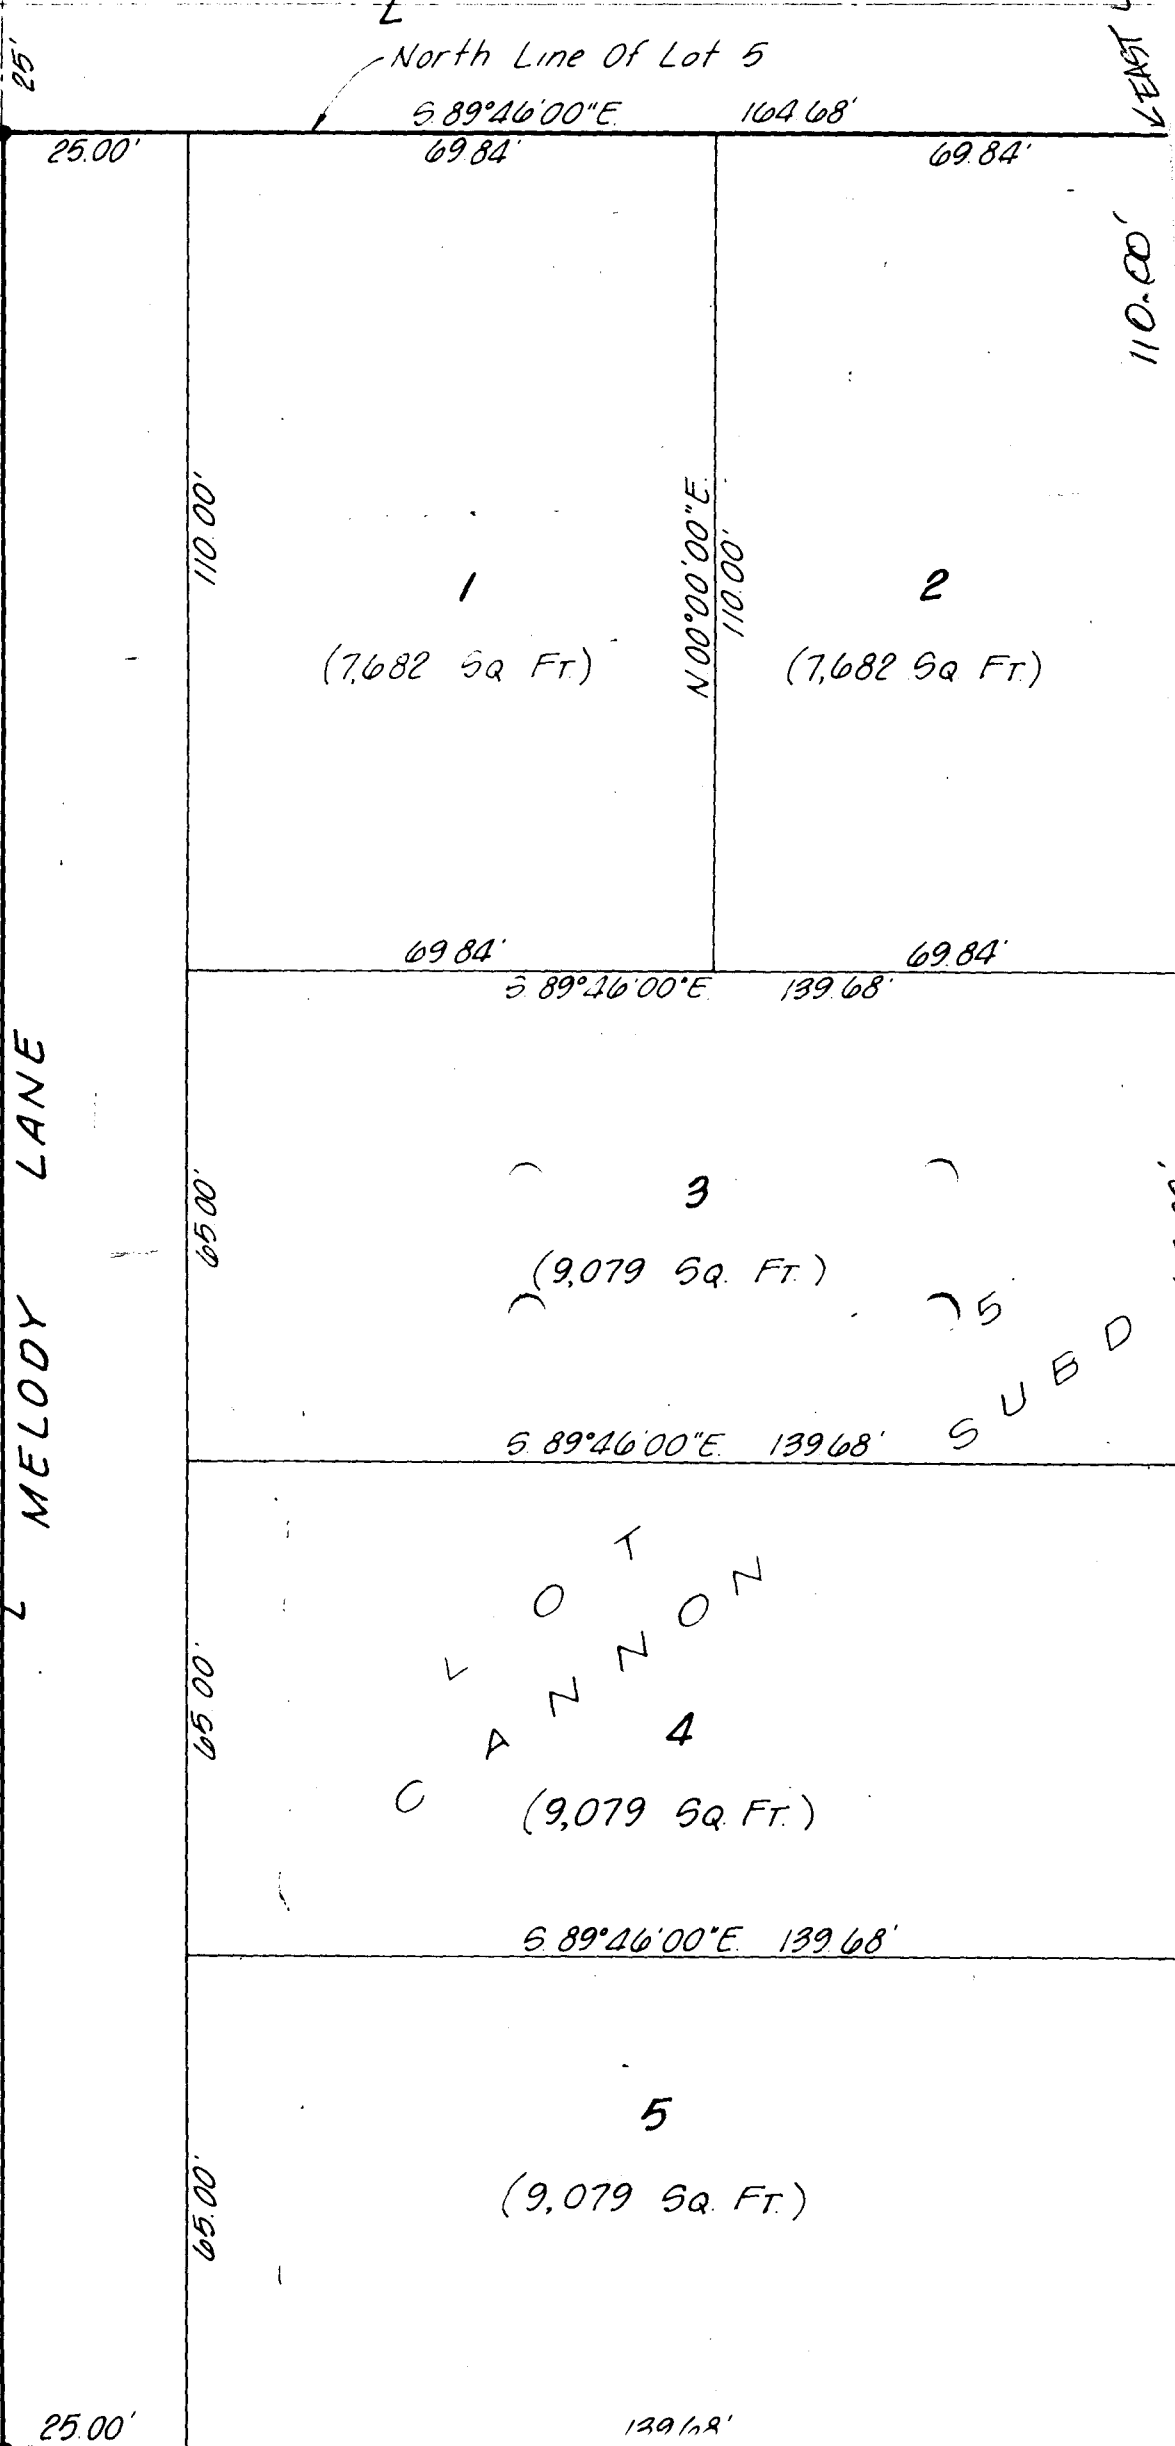 25'
North Line Of Lot 5
EAST
S.89°46'00"E. 164.68'
25.00' 69.84' 69.84'
110.00'
110.00'
N 00°00'00"E.
110.00'
1
(7,682 SQ FT.)
2
(7,682 SQ FT.)
69.84' 69.84'
S.89°46'00"E. 139.68'
MELODY LANE
65.00'
3
(9,079 SQ. FT.)
S.89°46'00"E. 139.68'
LOT 5
CANNON SUBD
65.00'
4
(9,079 SQ. FT.)
S.89°46'00"E. 139.68'
65.00'
5
(9,079 SQ. FT.)
25.00' 139.68'